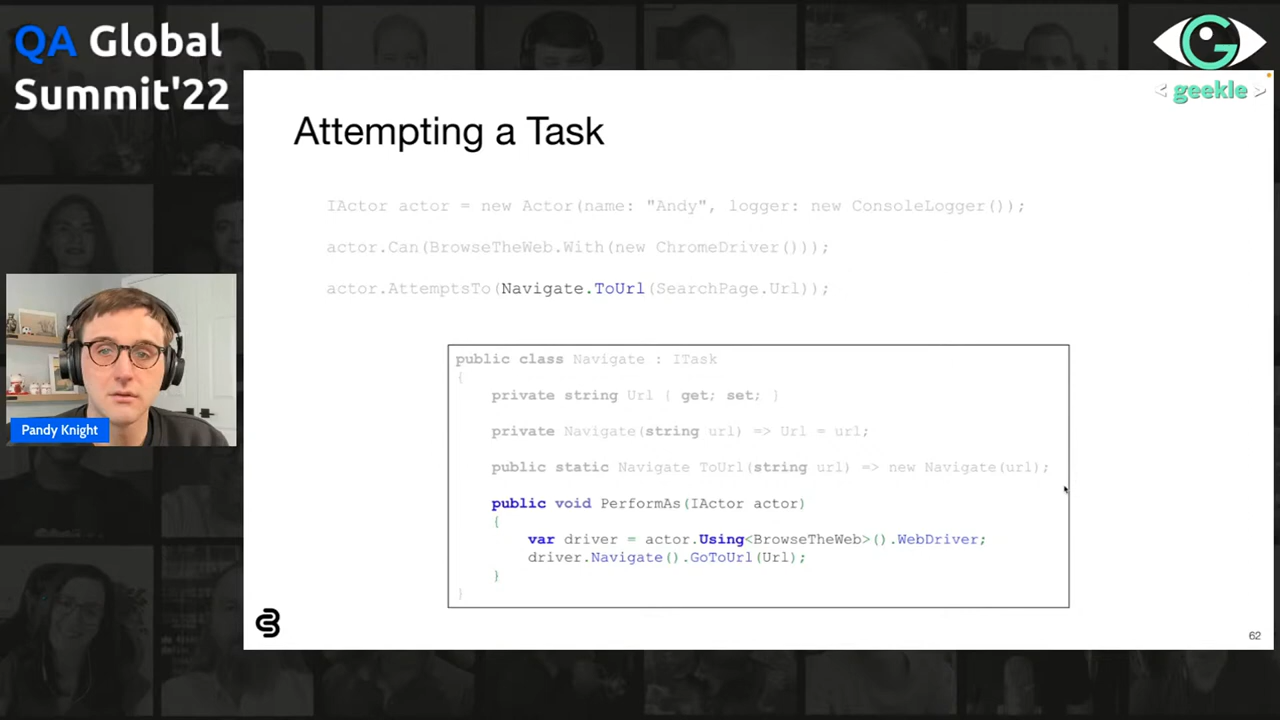 QA Global
Summit'22
< geekle >
Attempting a Task
IActor actor = new Actor(name: "Andy", logger: new ConsoleLogger());
actor.Can(BrowseTheWeb.With(new ChromeDriver()));
actor.AttemptsTo(Navigate.ToUrl(SearchPage.Url));
public class Navigate : ITask
{
private string Url { get; set; }
private Navigate(string url) => Url = url;
public static Navigate ToUrl(string url) => new Navigate(url);
public void PerformAs(IActor actor)
{
var driver = actor.Using<BrowseTheWeb>().WebDriver;
driver.Navigate().GoToUrl(Url);
}
}
Pandy Knight
62